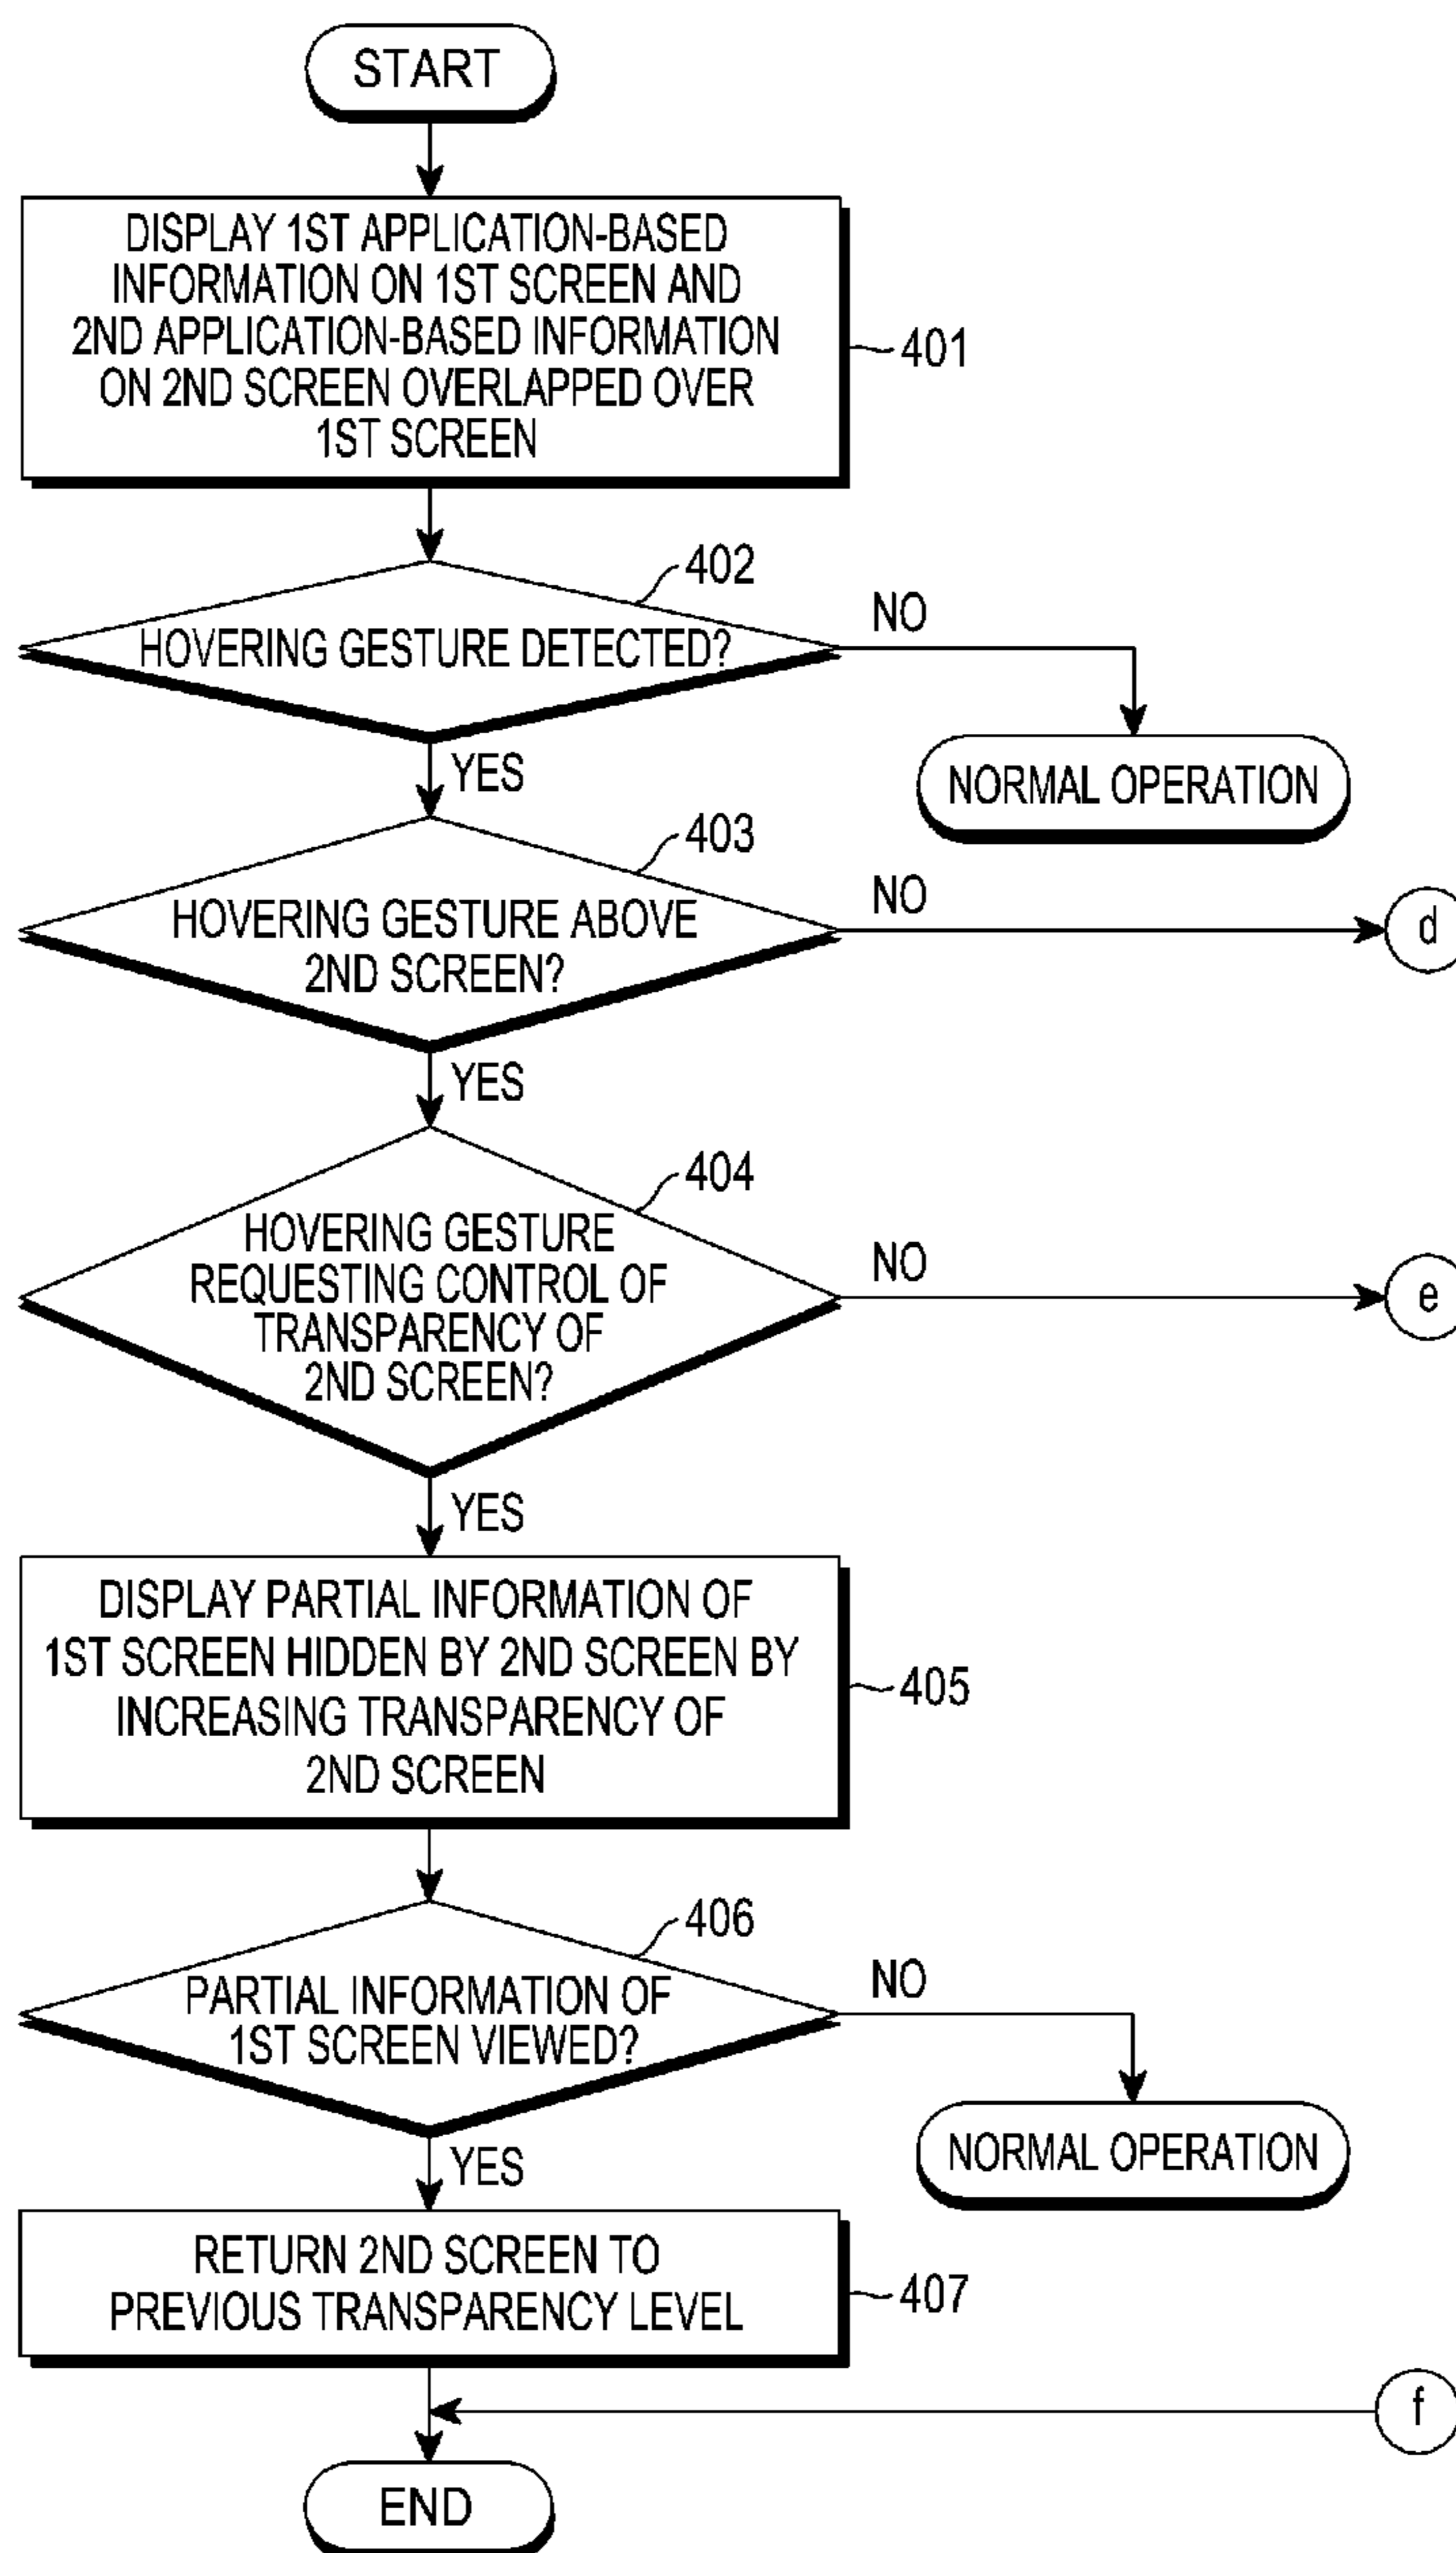 START
DISPLAY 1ST APPLICATION-BASED
INFORMATION ON 1ST SCREEN AND
2ND APPLICATION-BASED INFORMATION
ON 2ND SCREEN OVERLAPPED OVER
1ST SCREEN
401
402
HOVERING GESTURE DETECTED?
NO
NORMAL OPERATION
YES
403
HOVERING GESTURE ABOVE
2ND SCREEN?
NO
d
YES
404
HOVERING GESTURE
REQUESTING CONTROL OF
TRANSPARENCY OF
2ND SCREEN?
NO
e
YES
DISPLAY PARTIAL INFORMATION OF
1ST SCREEN HIDDEN BY 2ND SCREEN BY
INCREASING TRANSPARENCY OF
2ND SCREEN
405
406
PARTIAL INFORMATION OF
1ST SCREEN VIEWED?
NO
NORMAL OPERATION
YES
RETURN 2ND SCREEN TO
PREVIOUS TRANSPARENCY LEVEL
407
f
END